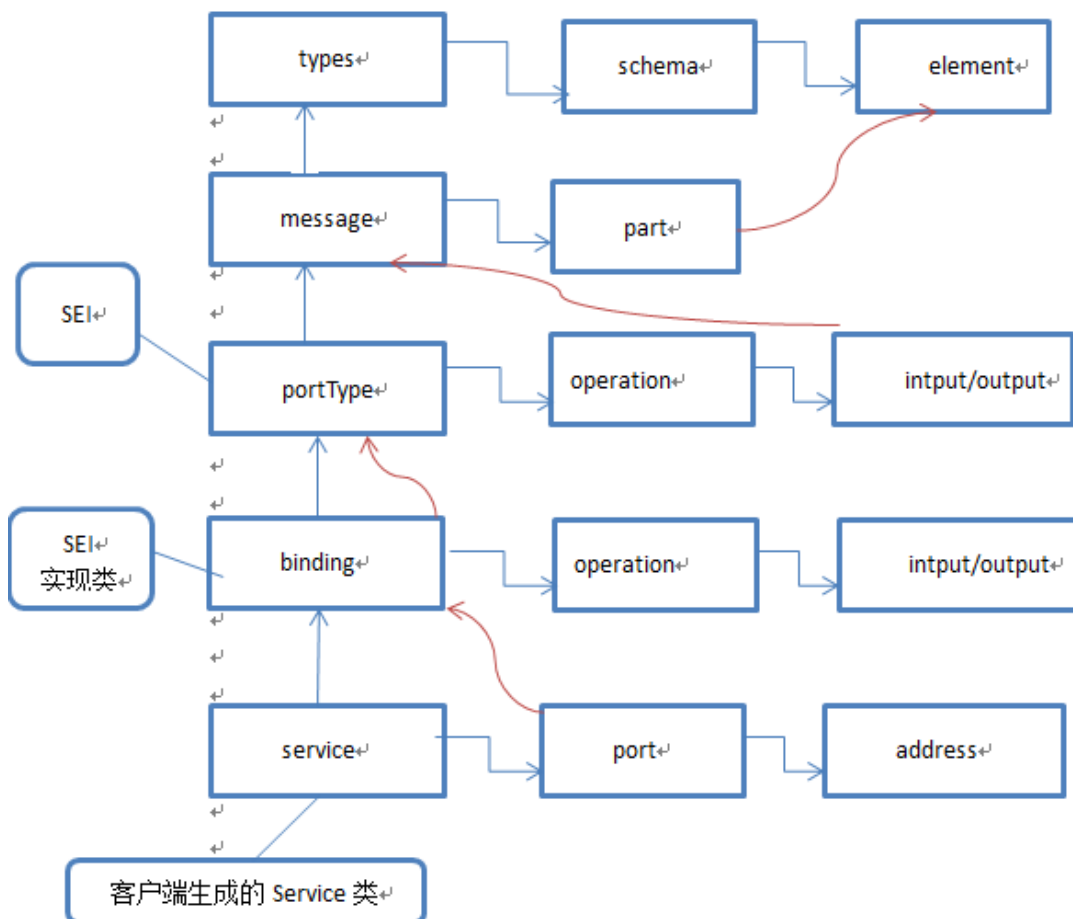 types
schema
element
message
part
SEI
portType
operation
intput/output
SEI
实现类
binding
operation
intput/output
service
port
address
客户端生成的 Service 类